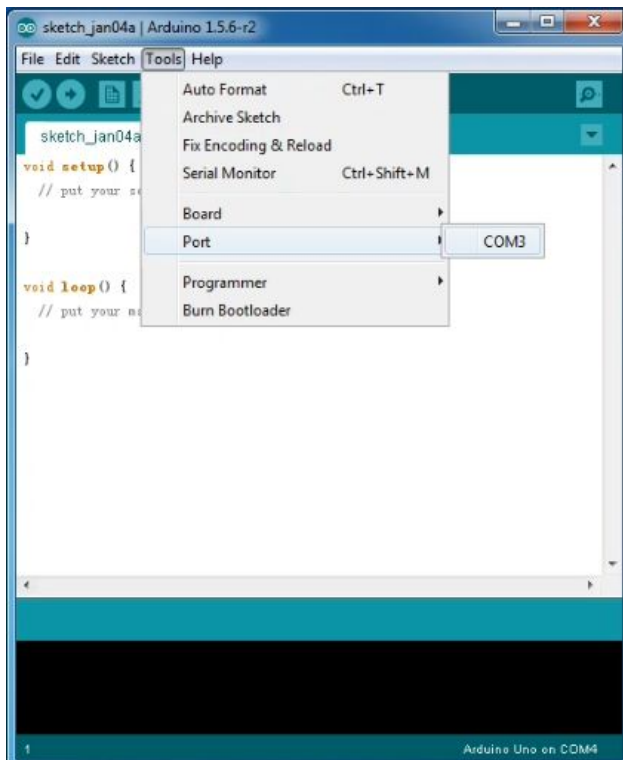 sketch_jan04a | Arduino 1.5.6-r2
File Edit Sketch Tools Help
Auto Format Ctrl+T
Archive Sketch
sketch_jan04a
Fix Encoding & Reload
void setup() {
Serial Monitor Ctrl+Shift+M
// put your
Board
}
Port COM3
Programmer
void loop() {
// put your
Burn Bootloader
}
1 Arduino Uno on COM4